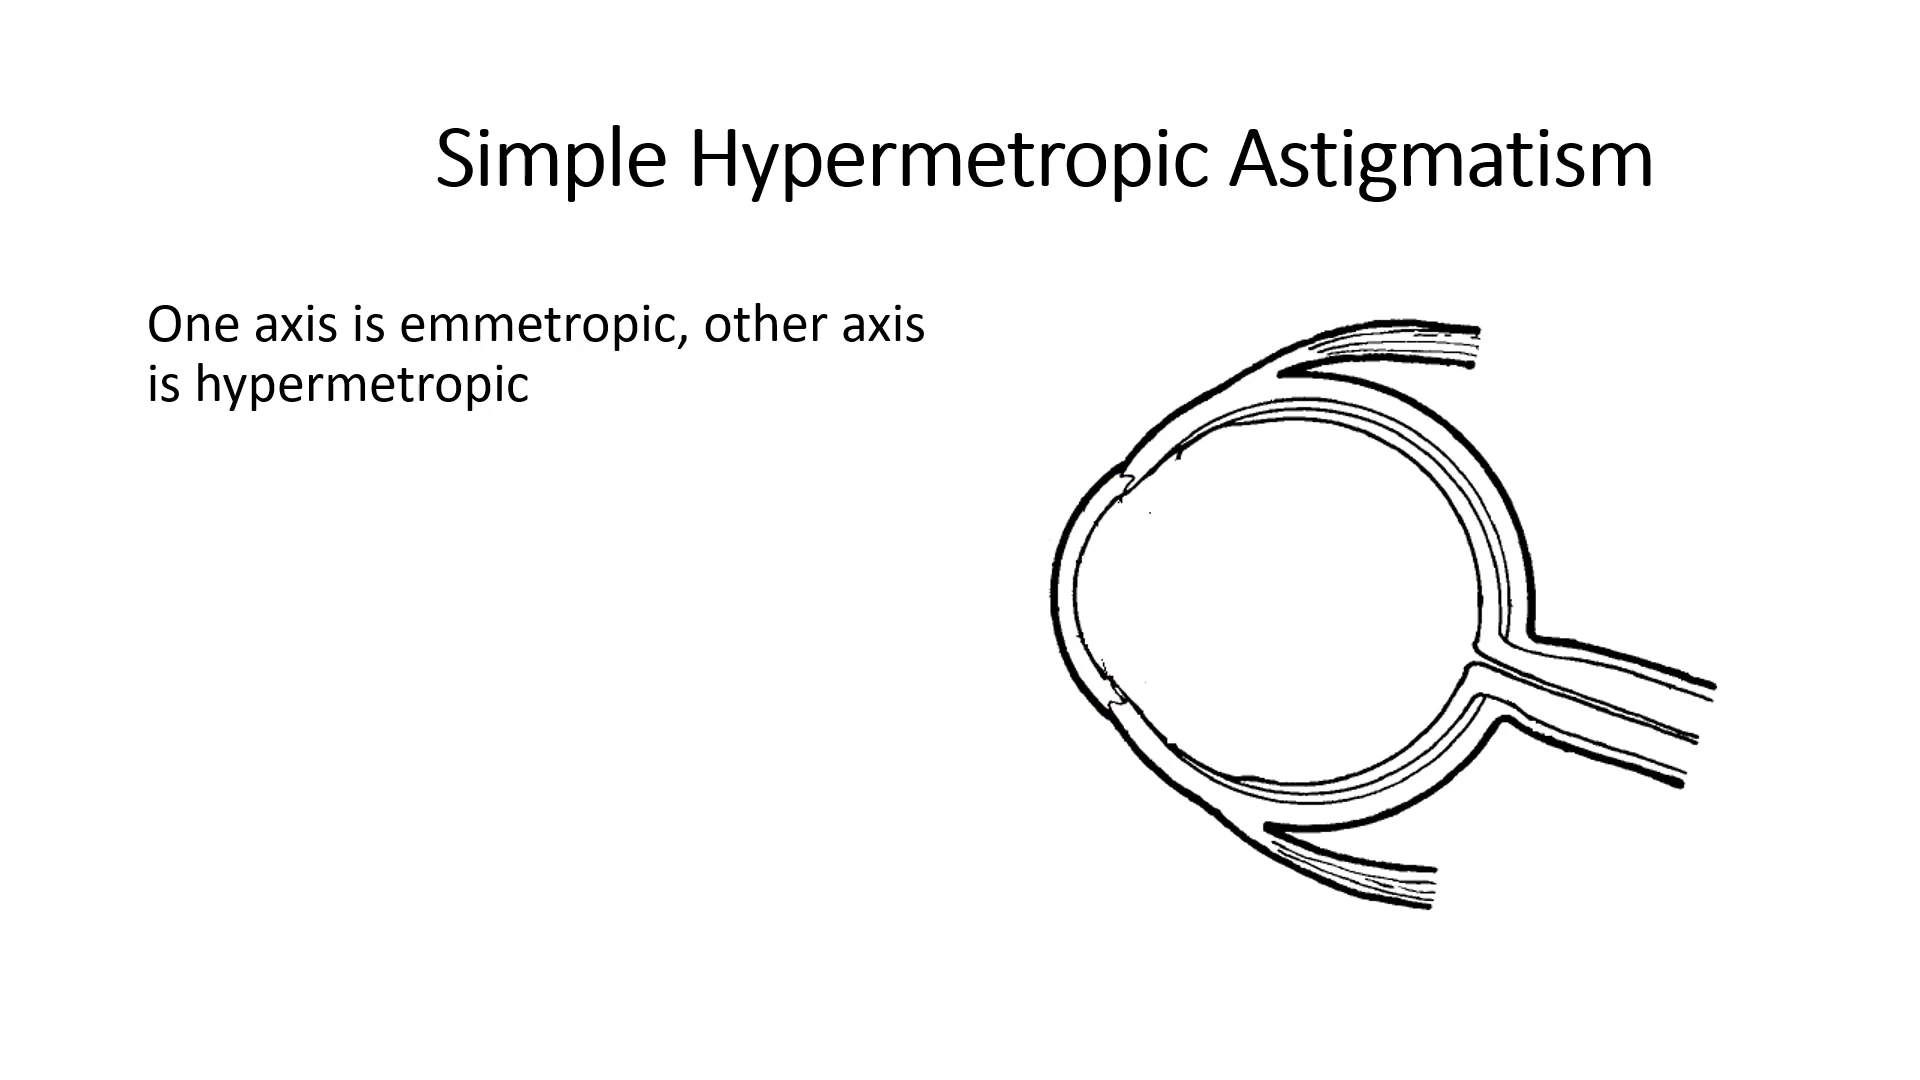 Simple Hypermetropic Astigmatism
One axis is emmetropic, other axis
is hypermetropic